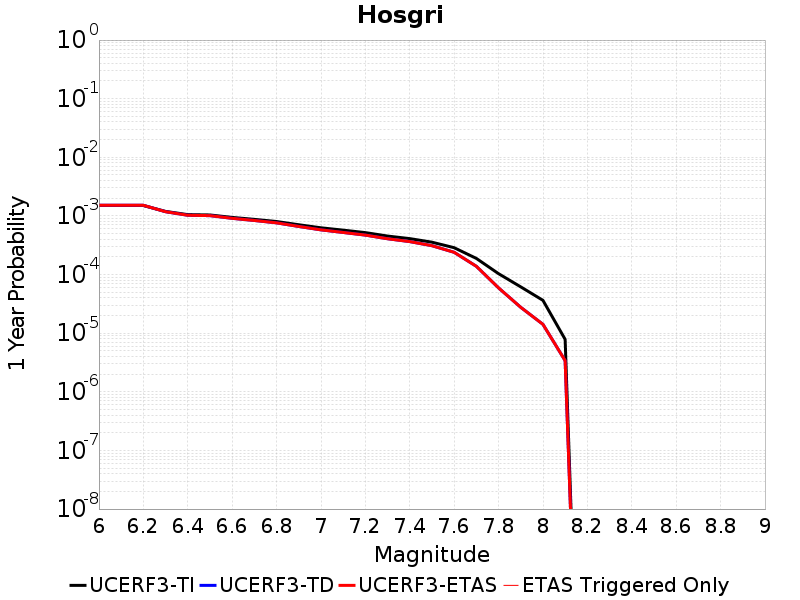 Hosgri
10^0
10^-1
10^-2
10^-3
10^-4
10^-5
10^-6
10^-7
10^-8
1 Year Probability
6 6.2 6.4 6.6 6.8 7 7.2 7.4 7.6 7.8 8 8.2 8.4 8.6 8.8 9
Magnitude
UCERF3-TI UCERF3-TD UCERF3-ETAS ETAS Triggered Only